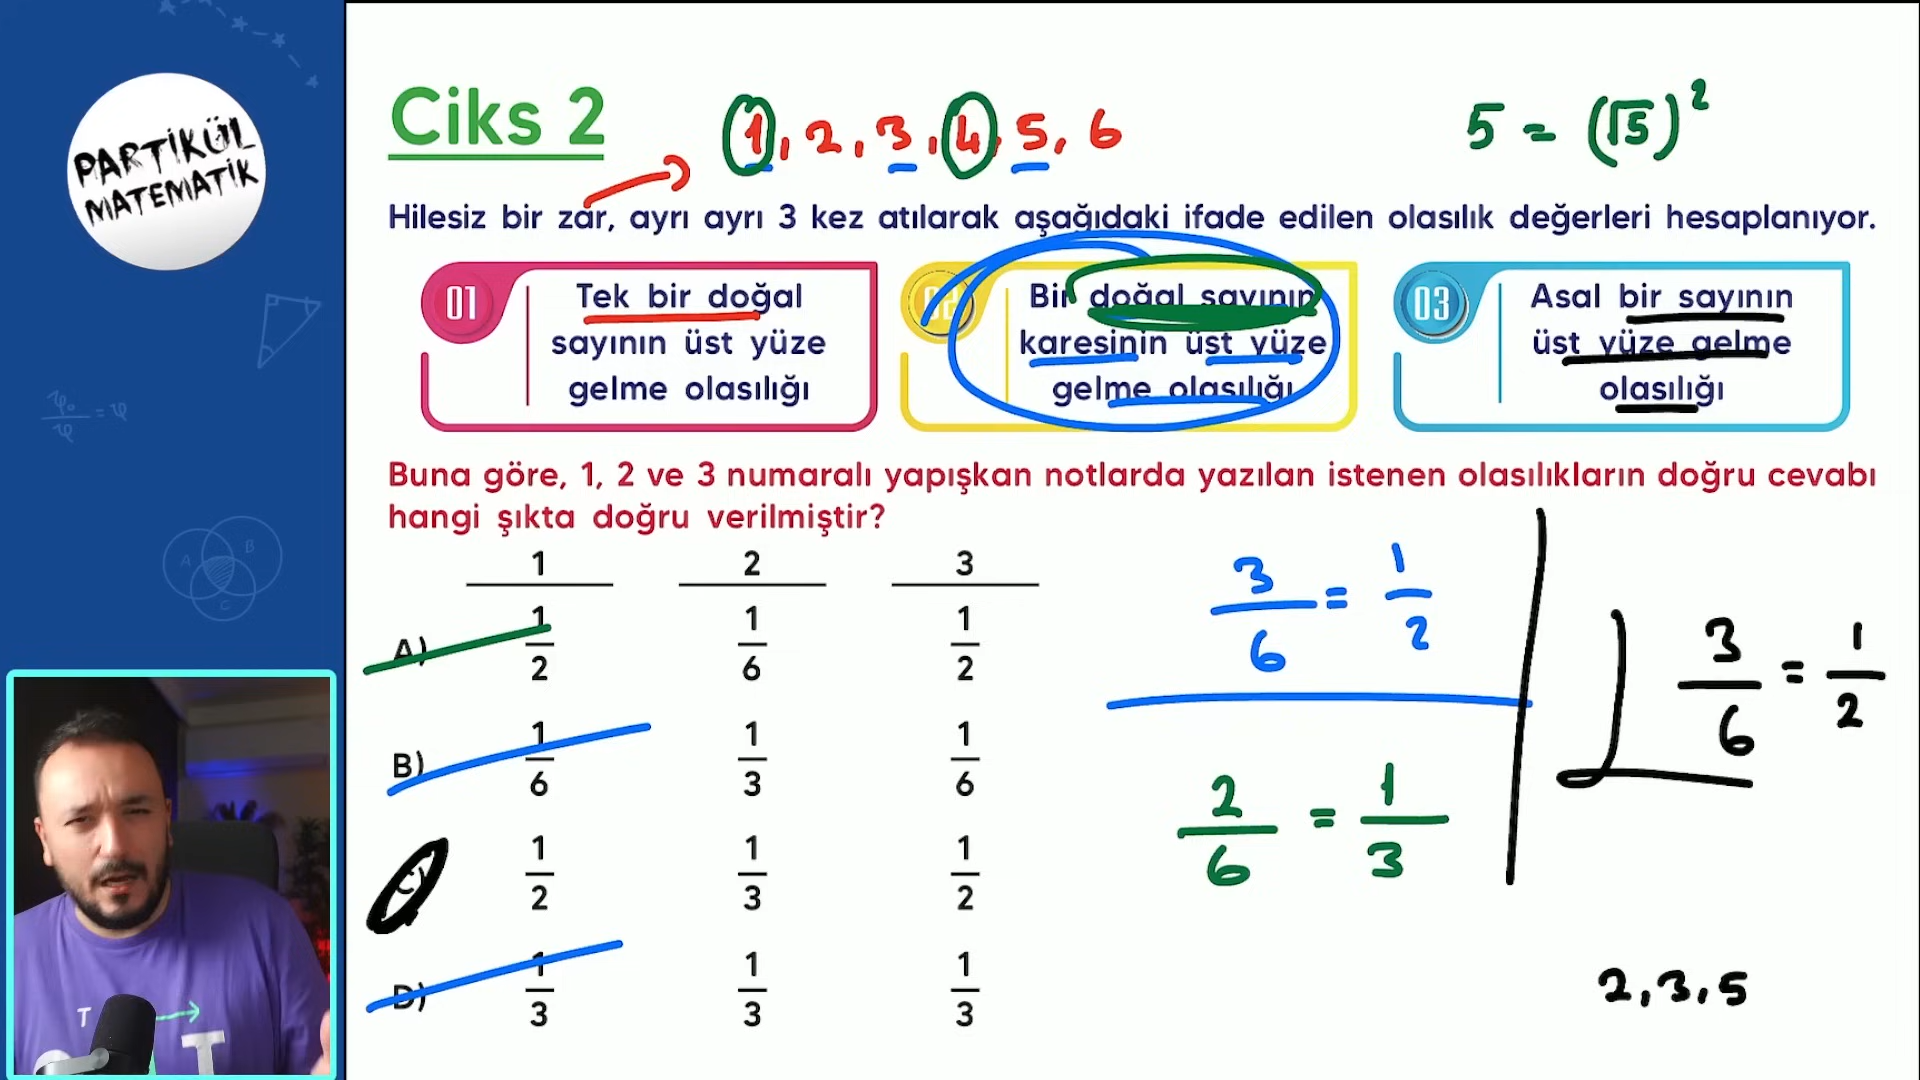 PARTİKÜL
MATEMATİK
Ciks 2
1, 2, 3, 4, 5, 6
5 = (√5)²
Hilesiz bir zar, ayrı ayrı 3 kez atılarak aşağıdaki ifade edilen olasılık değerleri hesaplanıyor.
01
Tek bir doğal
sayının üst yüze
gelme olasılığı
02
Bir doğal sayının
karesinin üst yüze
gelme olasılığı
03
Asal bir sayının
üst yüze gelme
olasılığı
Buna göre, 1, 2 ve 3 numaralı yapışkan notlarda yazılan istenen olasılıkların doğru cevabı
hangi şıkta doğru verilmiştir?
1 2 3
A) 1/2 1/6 1/2
B) 1/6 1/3 1/6
C) 1/2 1/3 1/2
D) 1/3 1/3 1/3
3/6 = 1/2
2/6 = 1/3
3/6 = 1/2
2, 3, 5
A B
C
T
T